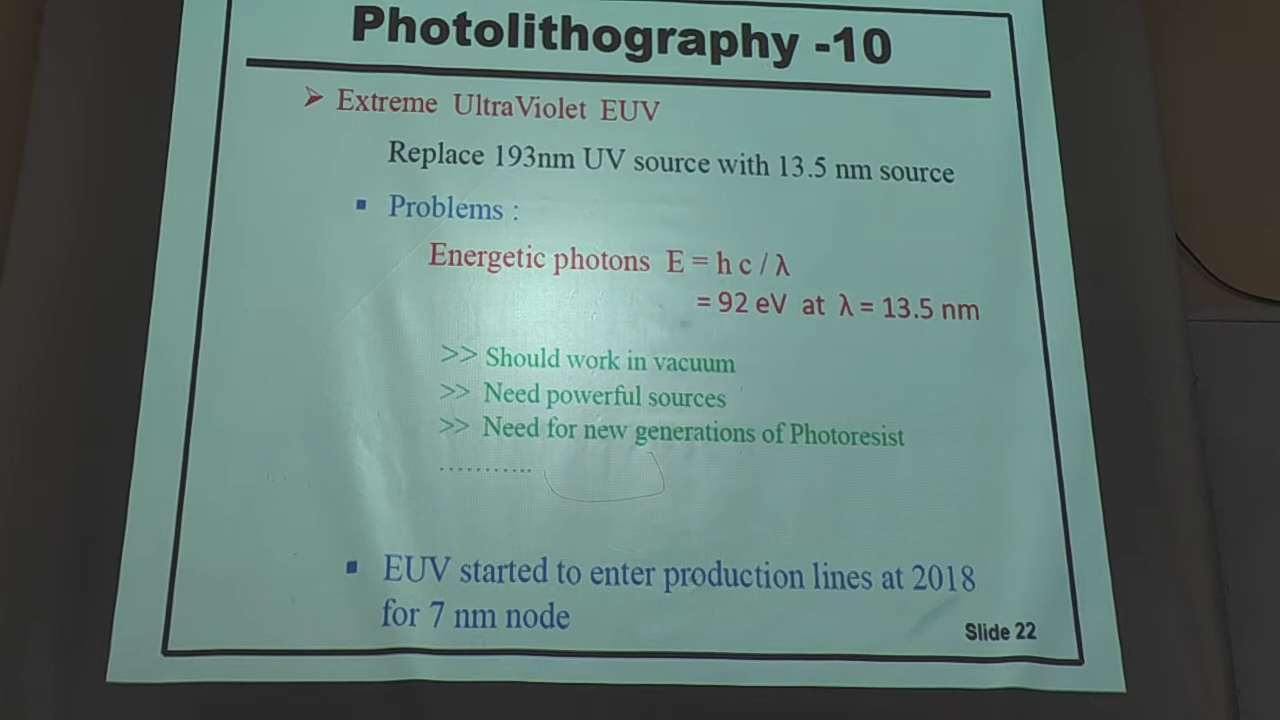 Photolithography -10
➢ Extreme UltraViolet EUV
Replace 193nm UV source with 13.5 nm source
▪ Problems :
Energetic photons E = h c / λ
= 92 eV at λ = 13.5 nm
>> Should work in vacuum
>> Need powerful sources
>> Need for new generations of Photoresist
...........
▪ EUV started to enter production lines at 2018
for 7 nm node
Slide 22